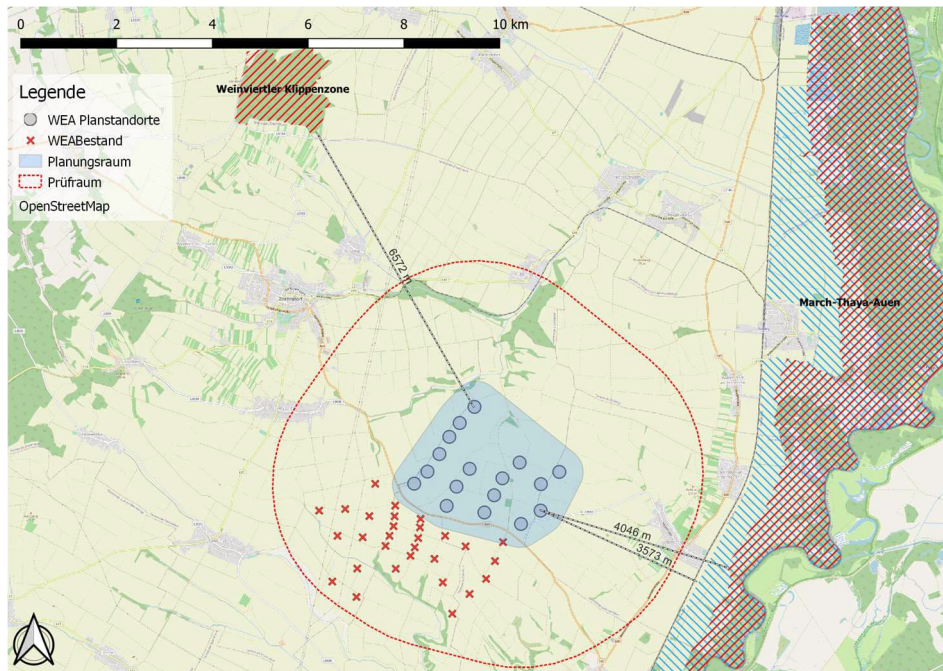 0 2 4 6 8 10 km
Weinviertler Klippenzone
Legende
WEA Planstandorte
WEABestand
Planungsraum
Prüfraum
OpenStreetMap
6572 m
March-Thaya-Auen
4046 m
3573 m